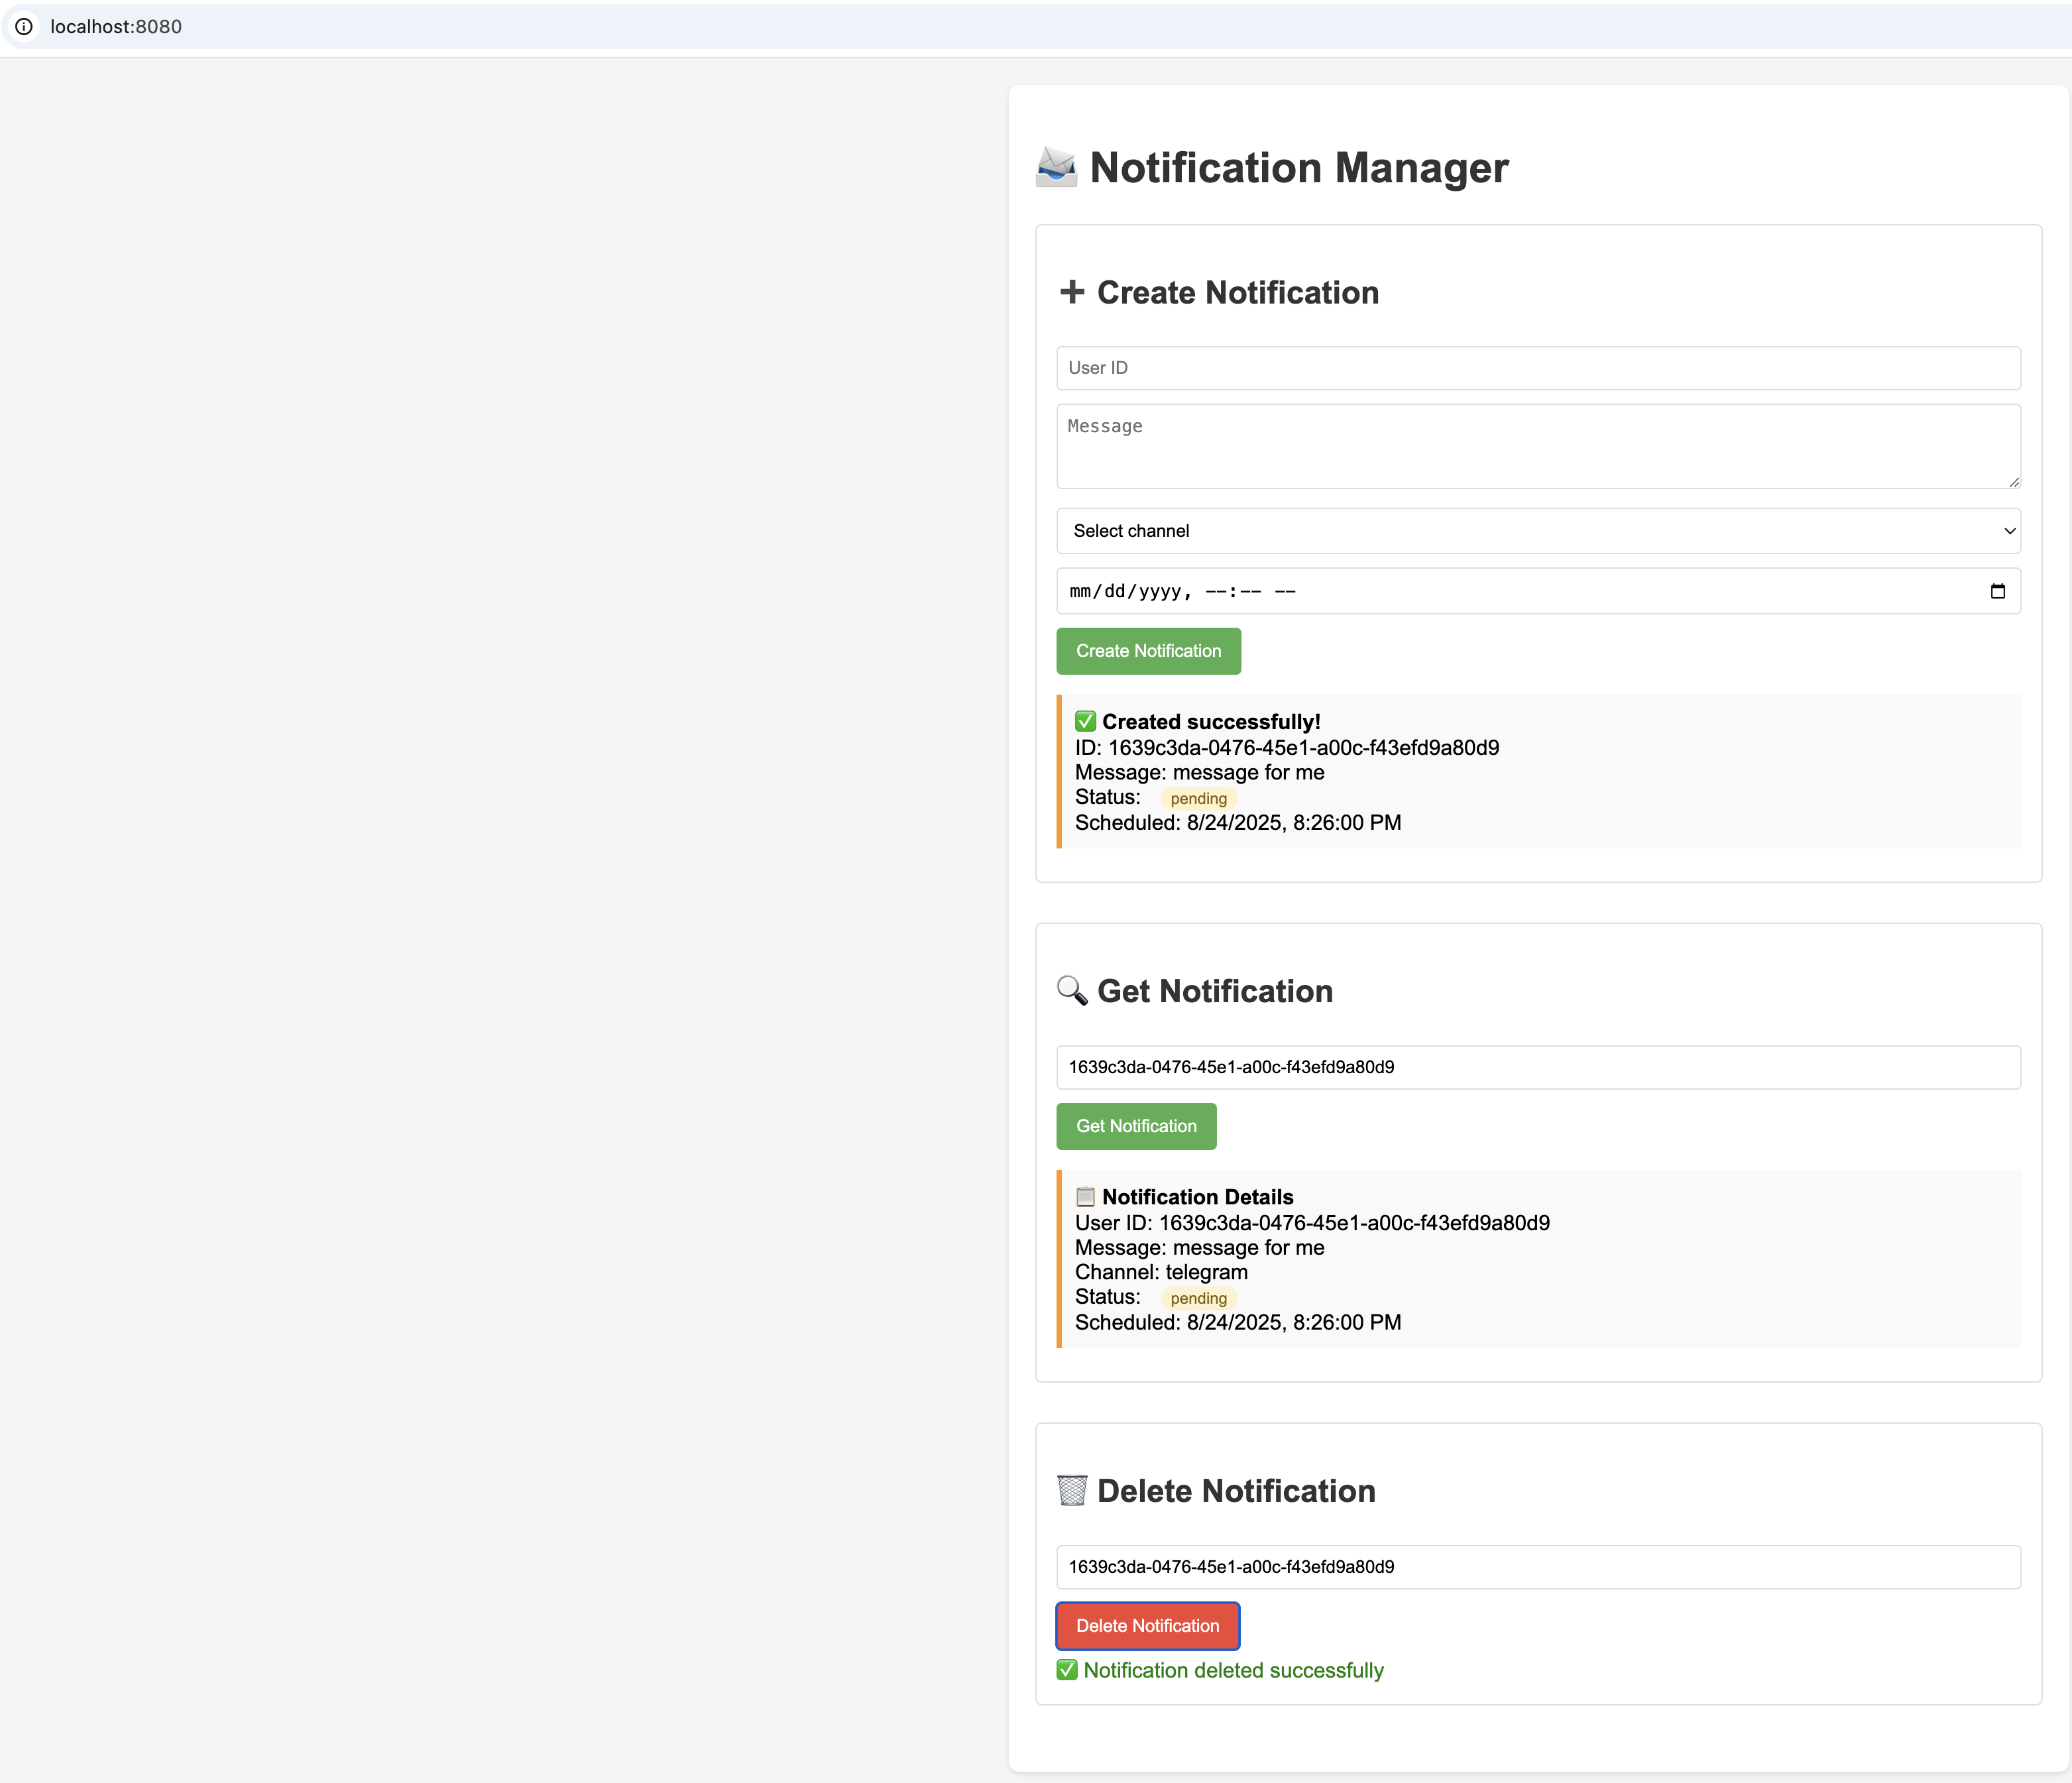 localhost:8080
Notification Manager
Create Notification
User ID
Message
Select channel
mm/dd/yyyy, --:-- --
Create Notification
Created successfully!
ID: 1639c3da-0476-45e1-a00c-f43efd9a80d9
Message: message for me
Status: pending
Scheduled: 8/24/2025, 8:26:00 PM
Get Notification
1639c3da-0476-45e1-a00c-f43efd9a80d9
Get Notification
Notification Details
User ID: 1639c3da-0476-45e1-a00c-f43efd9a80d9
Message: message for me
Channel: telegram
Status: pending
Scheduled: 8/24/2025, 8:26:00 PM
Delete Notification
1639c3da-0476-45e1-a00c-f43efd9a80d9
Delete Notification
Notification deleted successfully